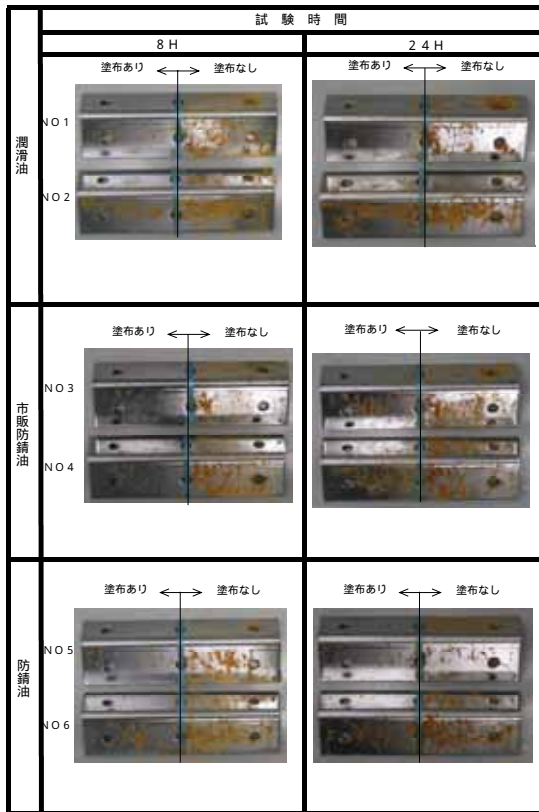 試験時間
8H
24H
潤滑油
塗布あり
塗布なし
塗布あり
塗布なし
NO1
NO2
市販防錆油
塗布あり
塗布なし
塗布あり
塗布なし
NO3
NO4
防錆油
塗布あり
塗布なし
塗布あり
塗布なし
NO5
NO6